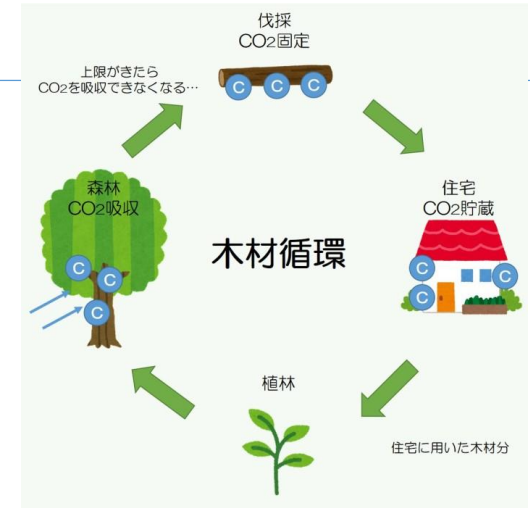 伐採
CO2固定
上限がきたら
CO2を吸収できなくなる…
C C C
森林
CO2吸収
住宅
CO2貯蔵
木材循環
C
C
C
C
C
C
植林
住宅に用いた木材分